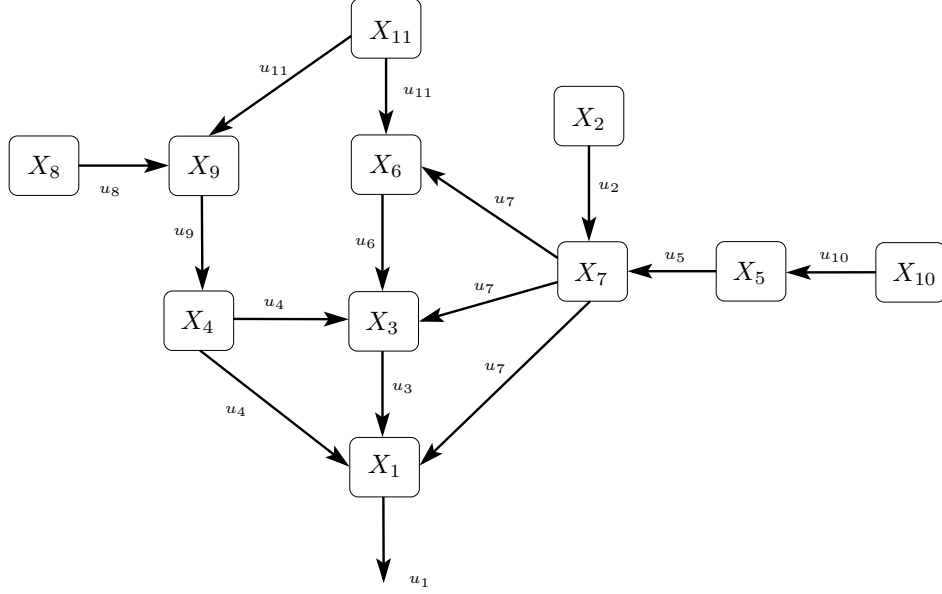 X₁₁
u₁₁
u₁₁
X₂
X₈
X₉
X₆
u₈
u₂
u₇
u₉
u₆
u₅
u₁₀
X₇
X₅
X₁₀
u₇
u₄
X₄
X₃
u₇
u₃
u₄
X₁
u₁